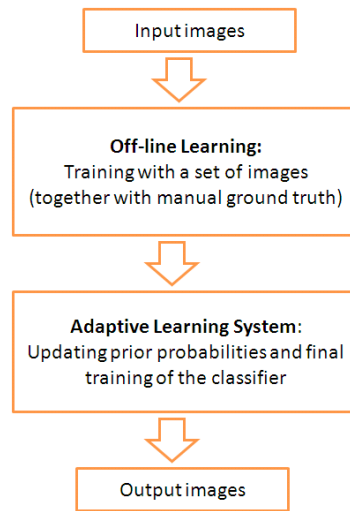 Input images
Off-line Learning:
Training with a set of images
(together with manual ground truth)
Adaptive Learning System:
Updating prior probabilities and final
training of the classifier
Output images